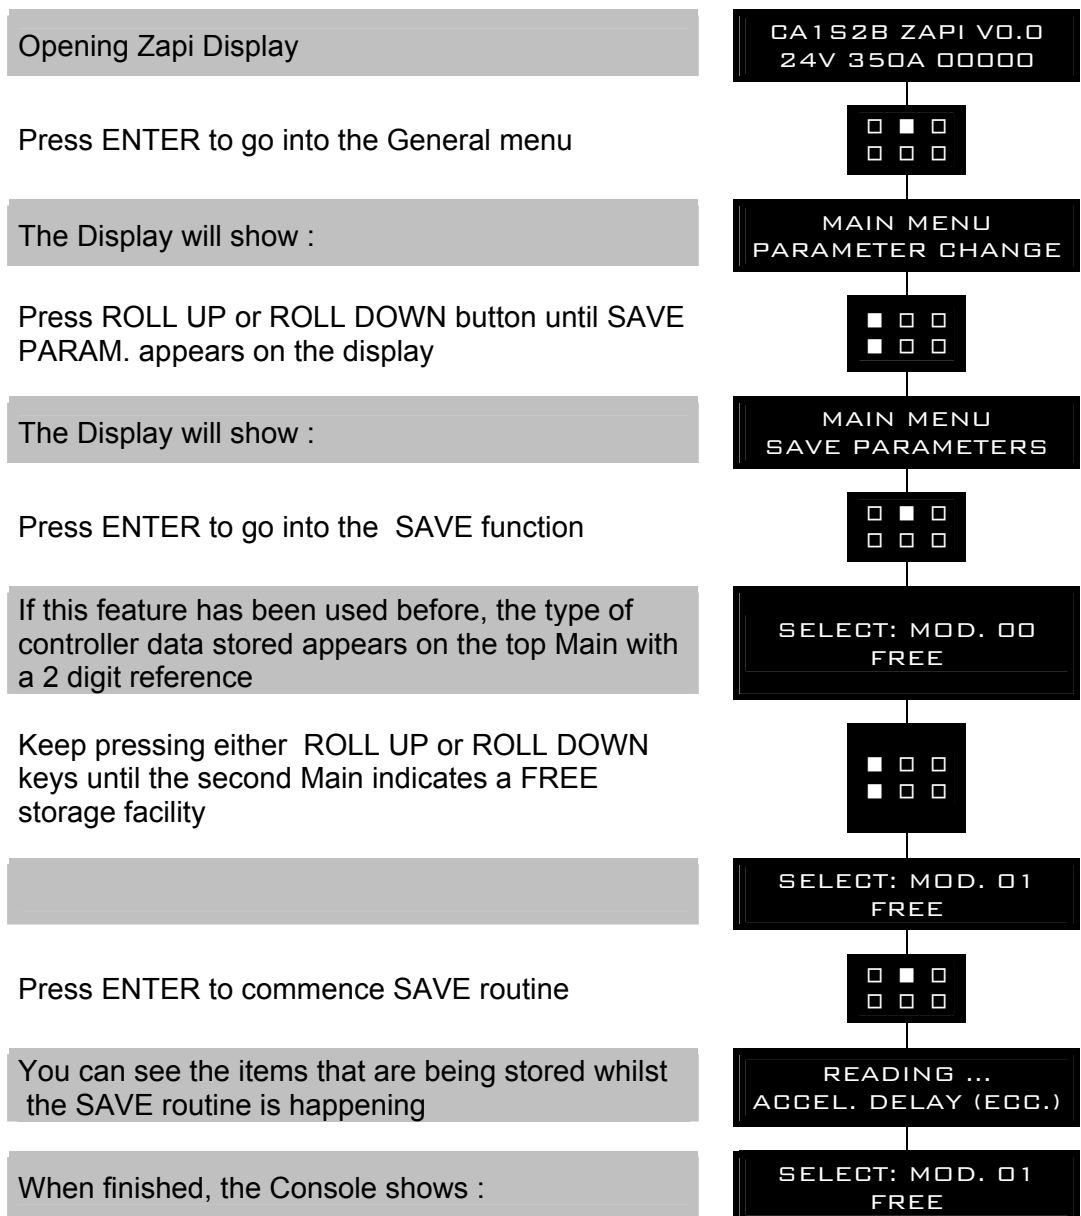 Opening Zapi Display
CA1S2B ZAPI V0.0
24V 350A 00000
Press ENTER to go into the General menu
The Display will show :
MAIN MENU
PARAMETER CHANGE
Press ROLL UP or ROLL DOWN button until SAVE
PARAM. appears on the display
The Display will show :
MAIN MENU
SAVE PARAMETERS
Press ENTER to go into the  SAVE function
If this feature has been used before, the type of
controller data stored appears on the top Main with
a 2 digit reference
SELECT: MOD. 00
FREE
Keep pressing either  ROLL UP or ROLL DOWN
keys until the second Main indicates a FREE
storage facility
SELECT: MOD. 01
FREE
Press ENTER to commence SAVE routine
You can see the items that are being stored whilst
the SAVE routine is happening
READING ...
ACCEL. DELAY (ECC.)
When finished, the Console shows :
SELECT: MOD. 01
FREE